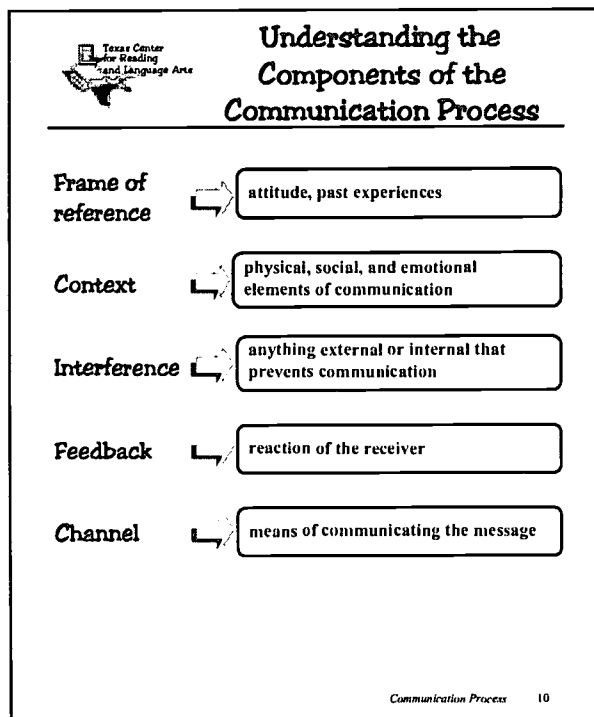 Texas Center
for Reading
and Language Arts
Understanding the
Components of the
Communication Process
Frame of
reference
attitude, past experiences
Context
physical, social, and emotional
elements of communication
Interference
anything external or internal that
prevents communication
Feedback
reaction of the receiver
Channel
means of communicating the message
Communication Process 10